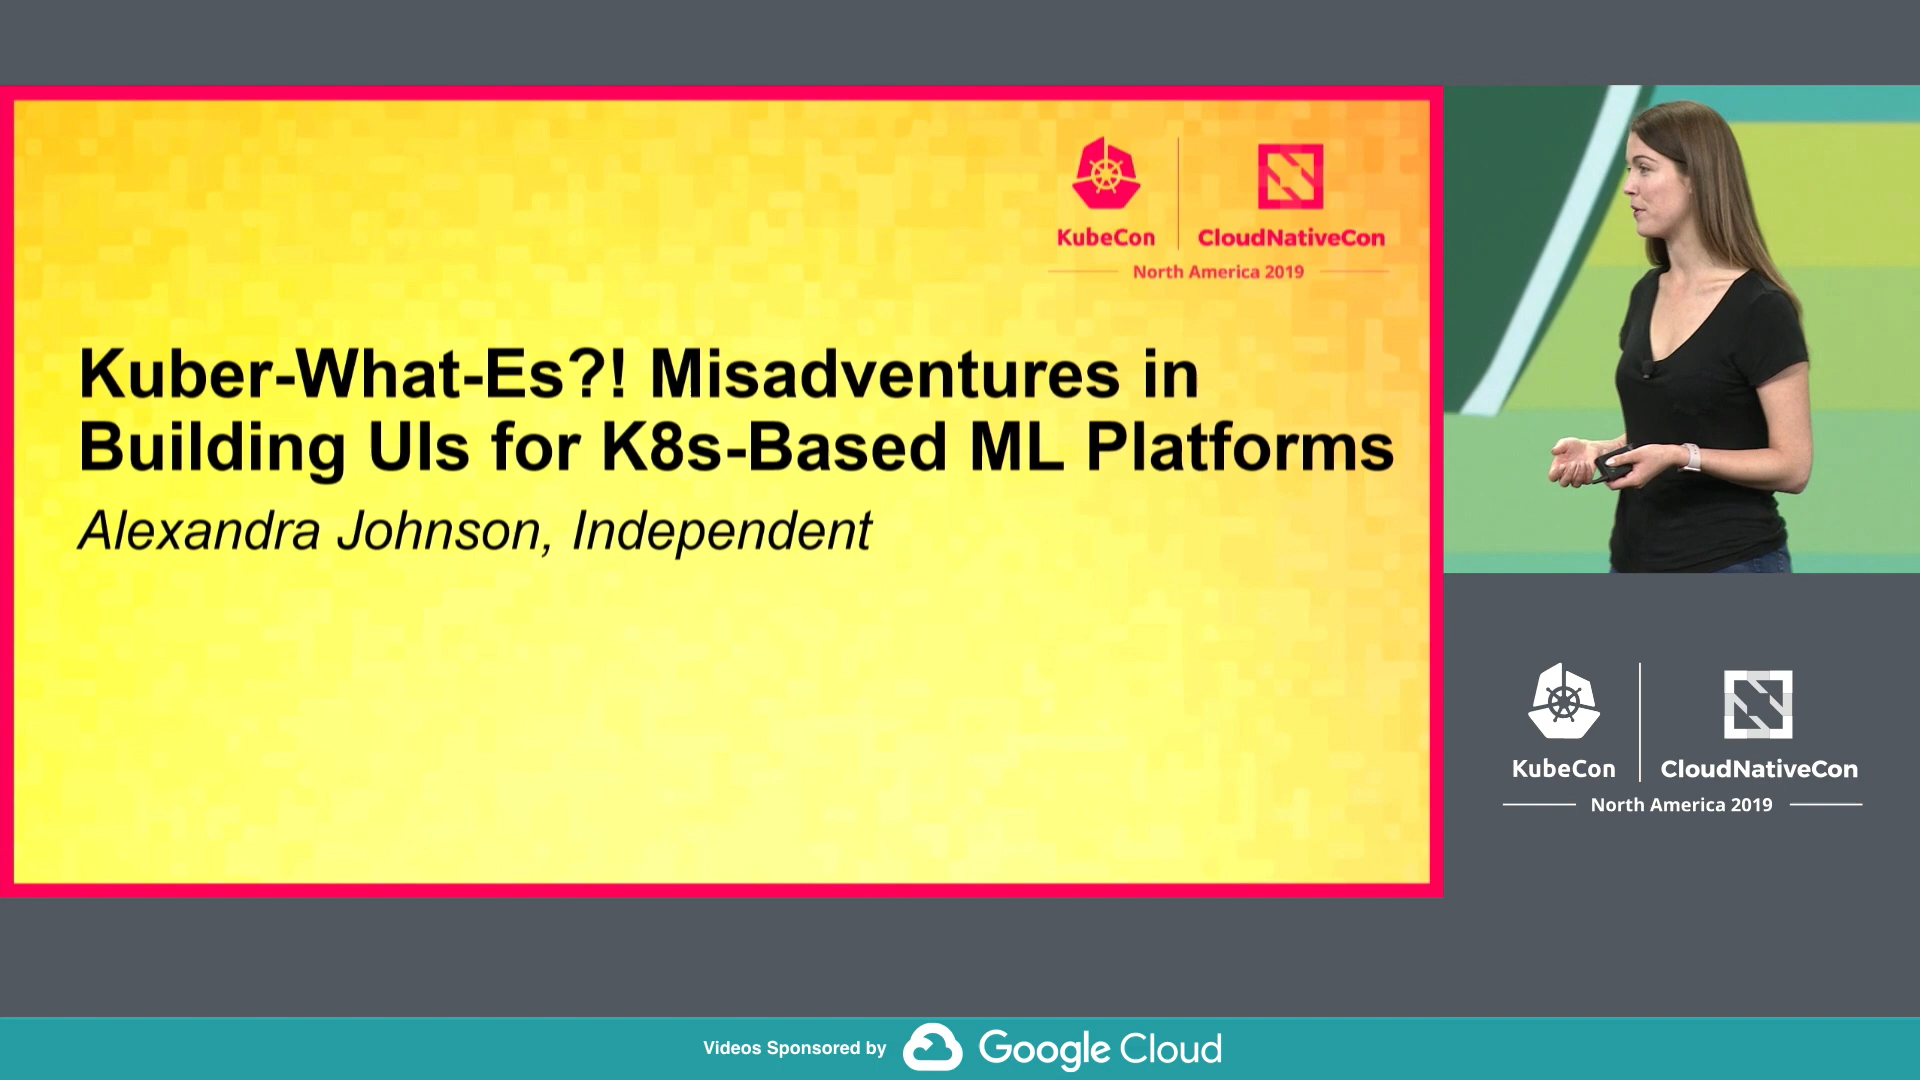 KubeCon
CloudNativeCon
North America 2019
Kuber-What-Es?! Misadventures in
Building UIs for K8s-Based ML Platforms
Alexandra Johnson, Independent
KubeCon
CloudNativeCon
North America 2019
Videos Sponsored by Google Cloud